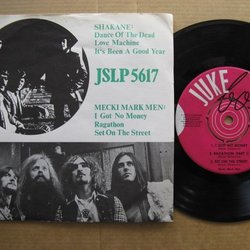 SHAKANE:
Dance Of The Dead
Love Machine
It's Been A Good Year
JSLP 5617
MECKI MARK MEN:
I Got No Money
Ragathon
Set On The Street
JUKE